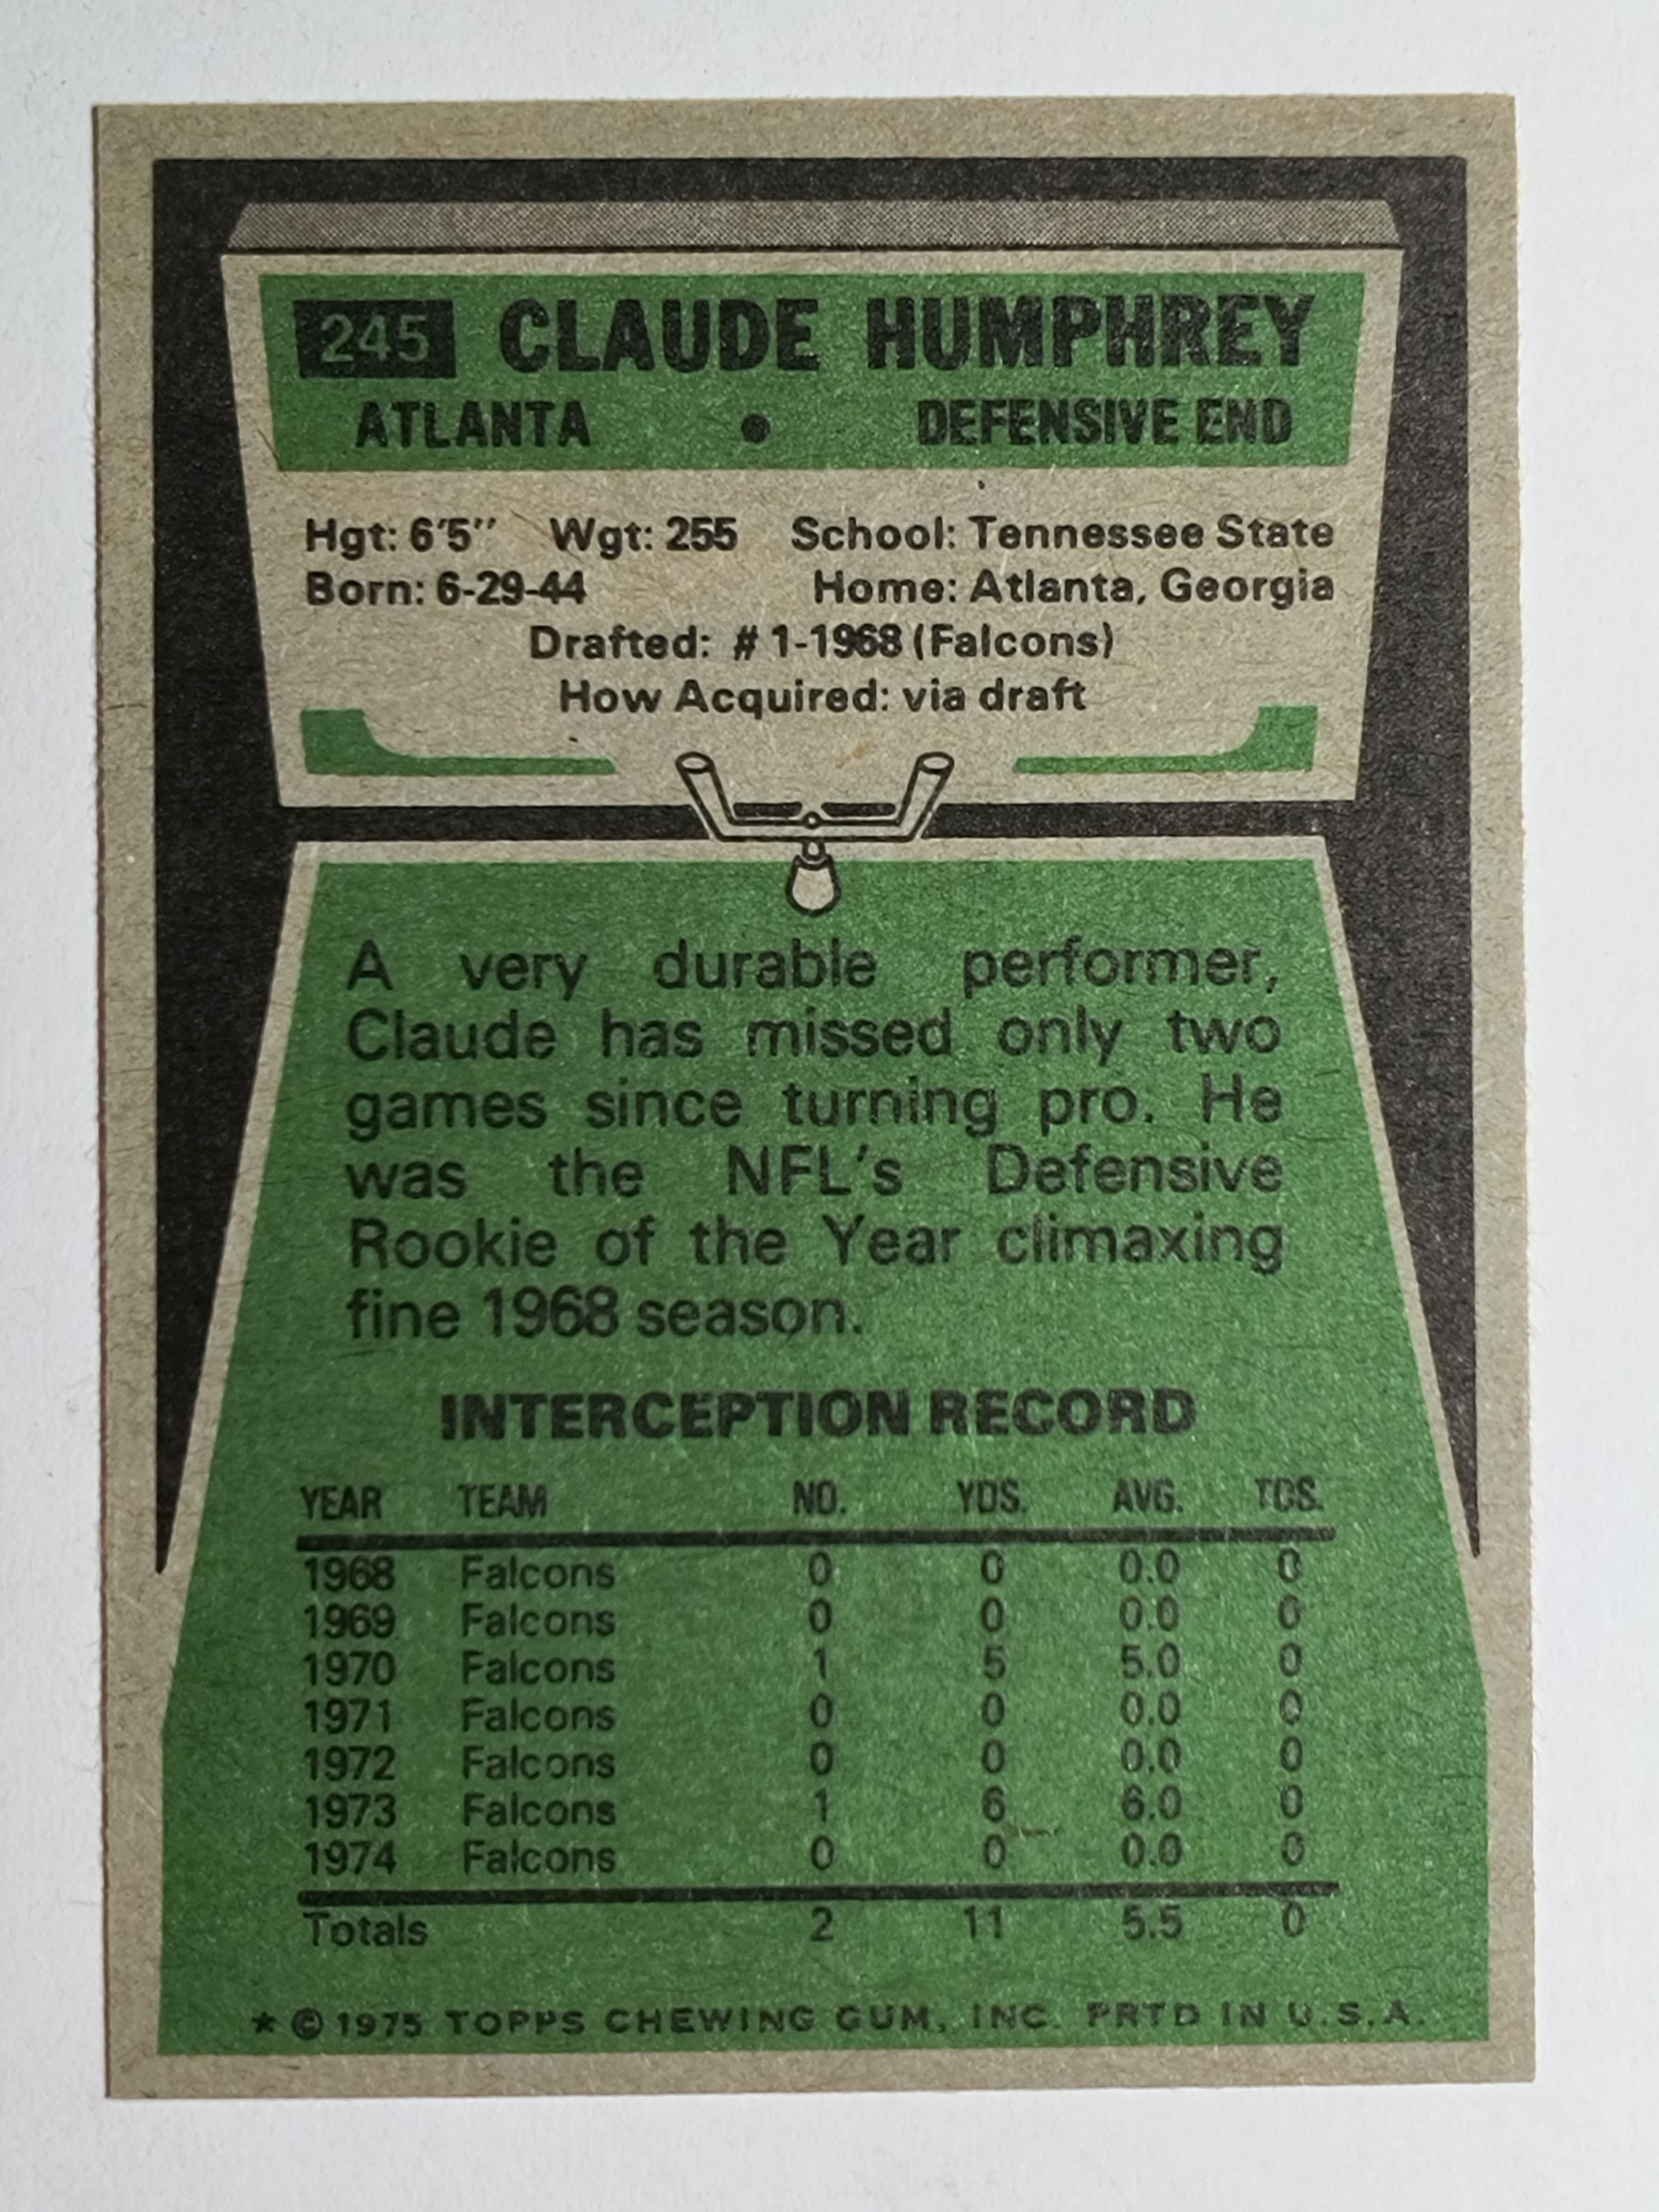 245 CLAUDE HUMPHREY
ATLANTA • DEFENSIVE END
Hgt: 6'5" Wgt: 255 School: Tennessee State
Born: 6-29-44 Home: Atlanta, Georgia
Drafted: # 1-1968 (Falcons)
How Acquired: via draft
A very durable performer,
Claude has missed only two
games since turning pro. He
was the NFL's Defensive
Rookie of the Year climaxing
fine 1968 season.
INTERCEPTION RECORD
YEAR TEAM NO. YDS. AVG. TDS.
1968 Falcons 0 0 0.0 0
1969 Falcons 0 0 0.0 0
1970 Falcons 1 5 5.0 0
1971 Falcons 0 0 0.0 0
1972 Falcons 0 0 0.0 0
1973 Falcons 1 6 6.0 0
1974 Falcons 0 0 0.0 0
Totals 2 11 5.5 0
* © 1975 TOPPS CHEWING GUM, INC. PRTD IN U.S.A.